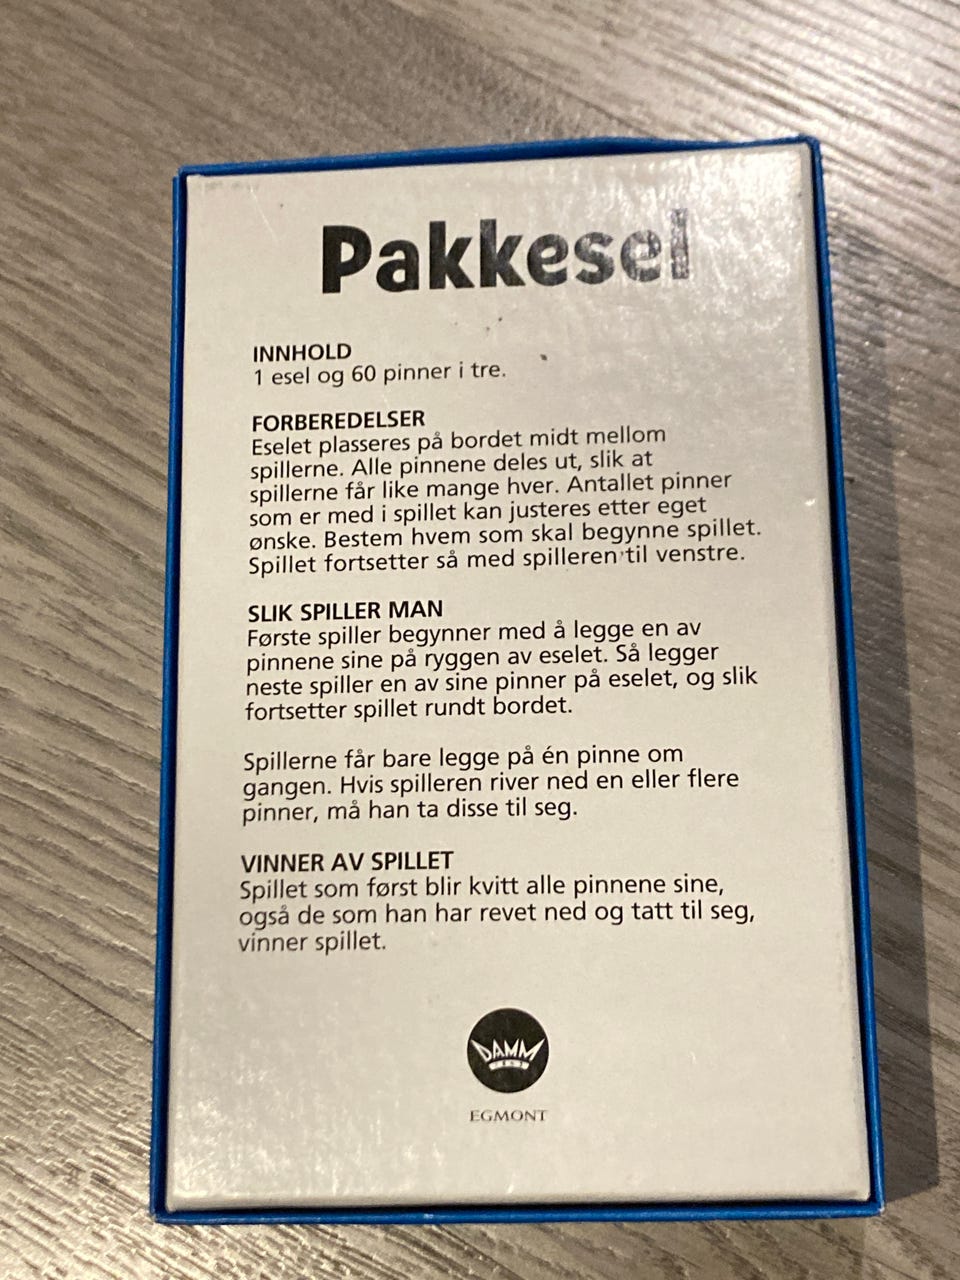 Pakkesel
INNHOLD
1 esel og 60 pinner i tre.
FORBEREDELSER
Eselet plasseres på bordet midt mellom
spillerne. Alle pinnene deles ut, slik at
spillerne får like mange hver. Antallet pinner
som er med i spillet kan justeres etter eget
ønske. Bestem hvem som skal begynne spillet.
Spillet fortsetter så med spilleren til venstre.
SLIK SPILLER MAN
Første spiller begynner med å legge en av
pinnene sine på ryggen av eselet. Så legger
neste spiller en av sine pinner på eselet, og slik
fortsetter spillet rundt bordet.
Spillerne får bare legge på én pinne om
gangen. Hvis spilleren river ned en eller flere
pinner, må han ta disse til seg.
VINNER AV SPILLET
Spillet som først blir kvitt alle pinnene sine,
også de som han har revet ned og tatt til seg,
vinner spillet.
DAMM
EGMONT